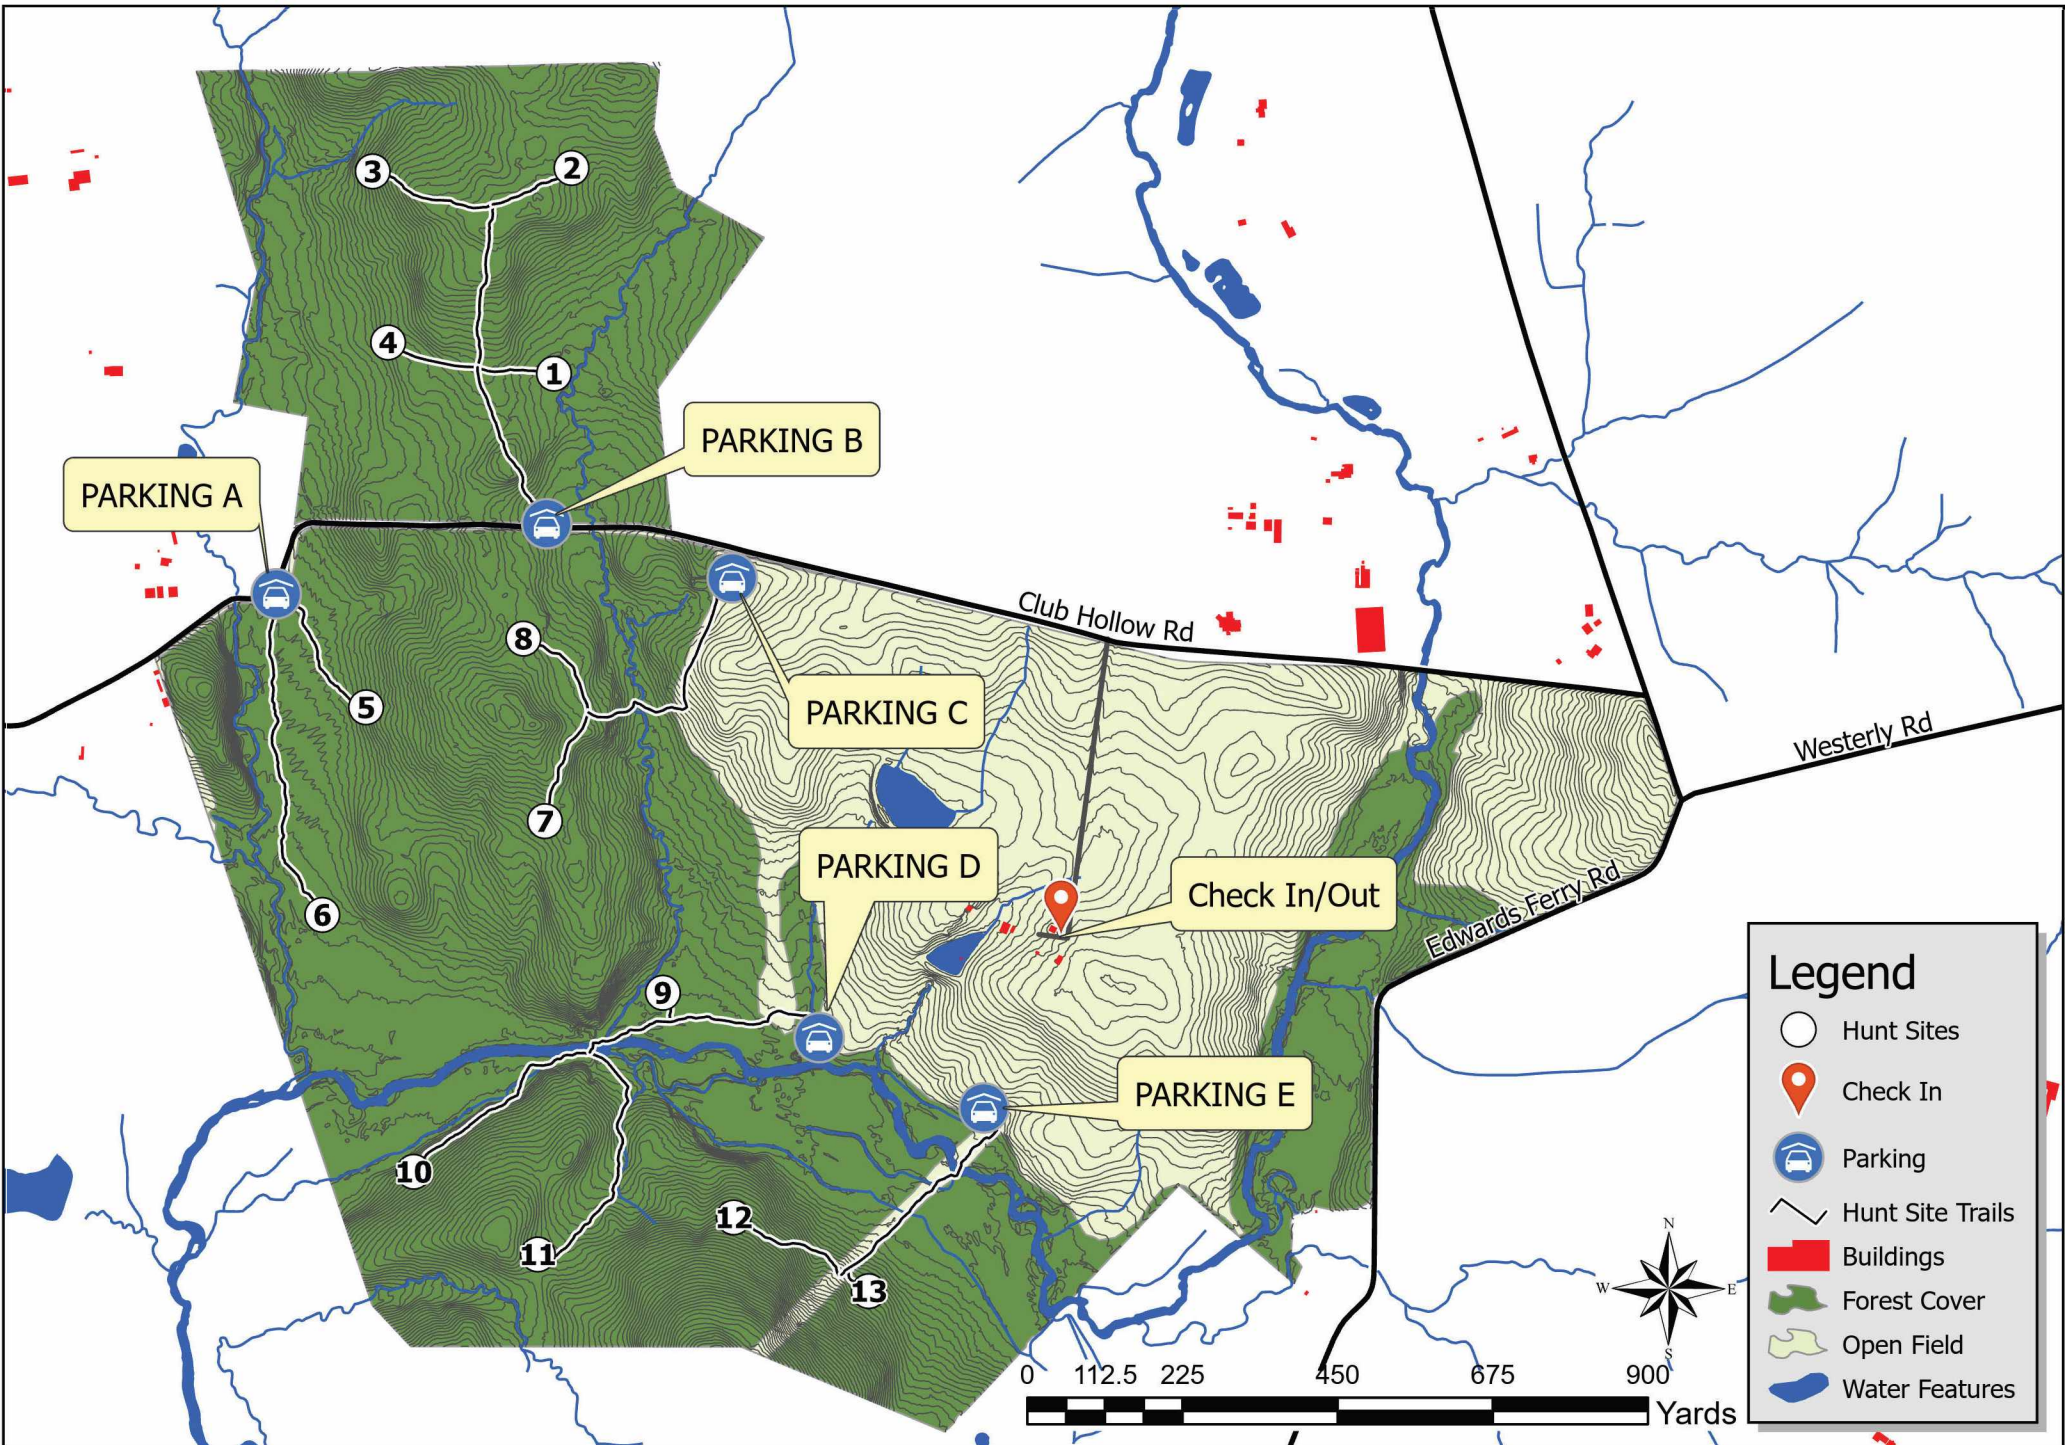 3
2
4
1
PARKING B
PARKING A
Club Hollow Rd
8
5
PARKING C
Westerly Rd
7
PARKING D
Check In/Out
6
Edwards Ferry Rd
9
PARKING E
10
12
11
13
Legend
Hunt Sites
Check In
Parking
Hunt Site Trails
Buildings
Forest Cover
Open Field
Water Features
N
W E
S
0 112.5 225 450 675 900
Yards